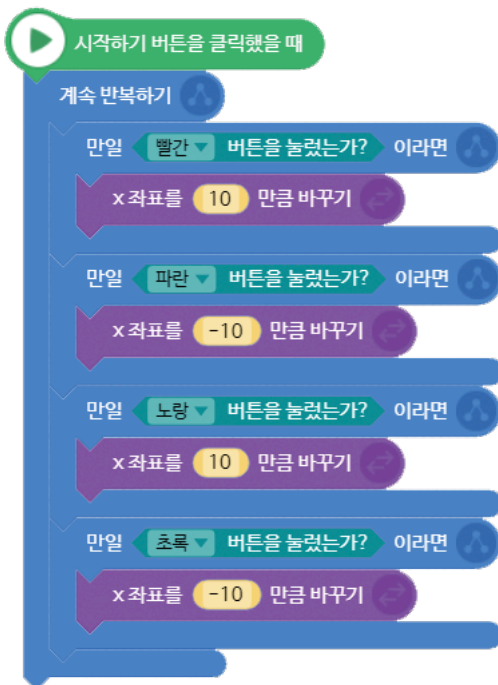 시작하기 버튼을 클릭했을 때
계속 반복하기
만일 빨간 버튼을 눌렀는가? 이라면
x 좌표를 10 만큼 바꾸기
만일 파란 버튼을 눌렀는가? 이라면
x 좌표를 -10 만큼 바꾸기
만일 노랑 버튼을 눌렀는가? 이라면
x 좌표를 10 만큼 바꾸기
만일 초록 버튼을 눌렀는가? 이라면
x 좌표를 -10 만큼 바꾸기